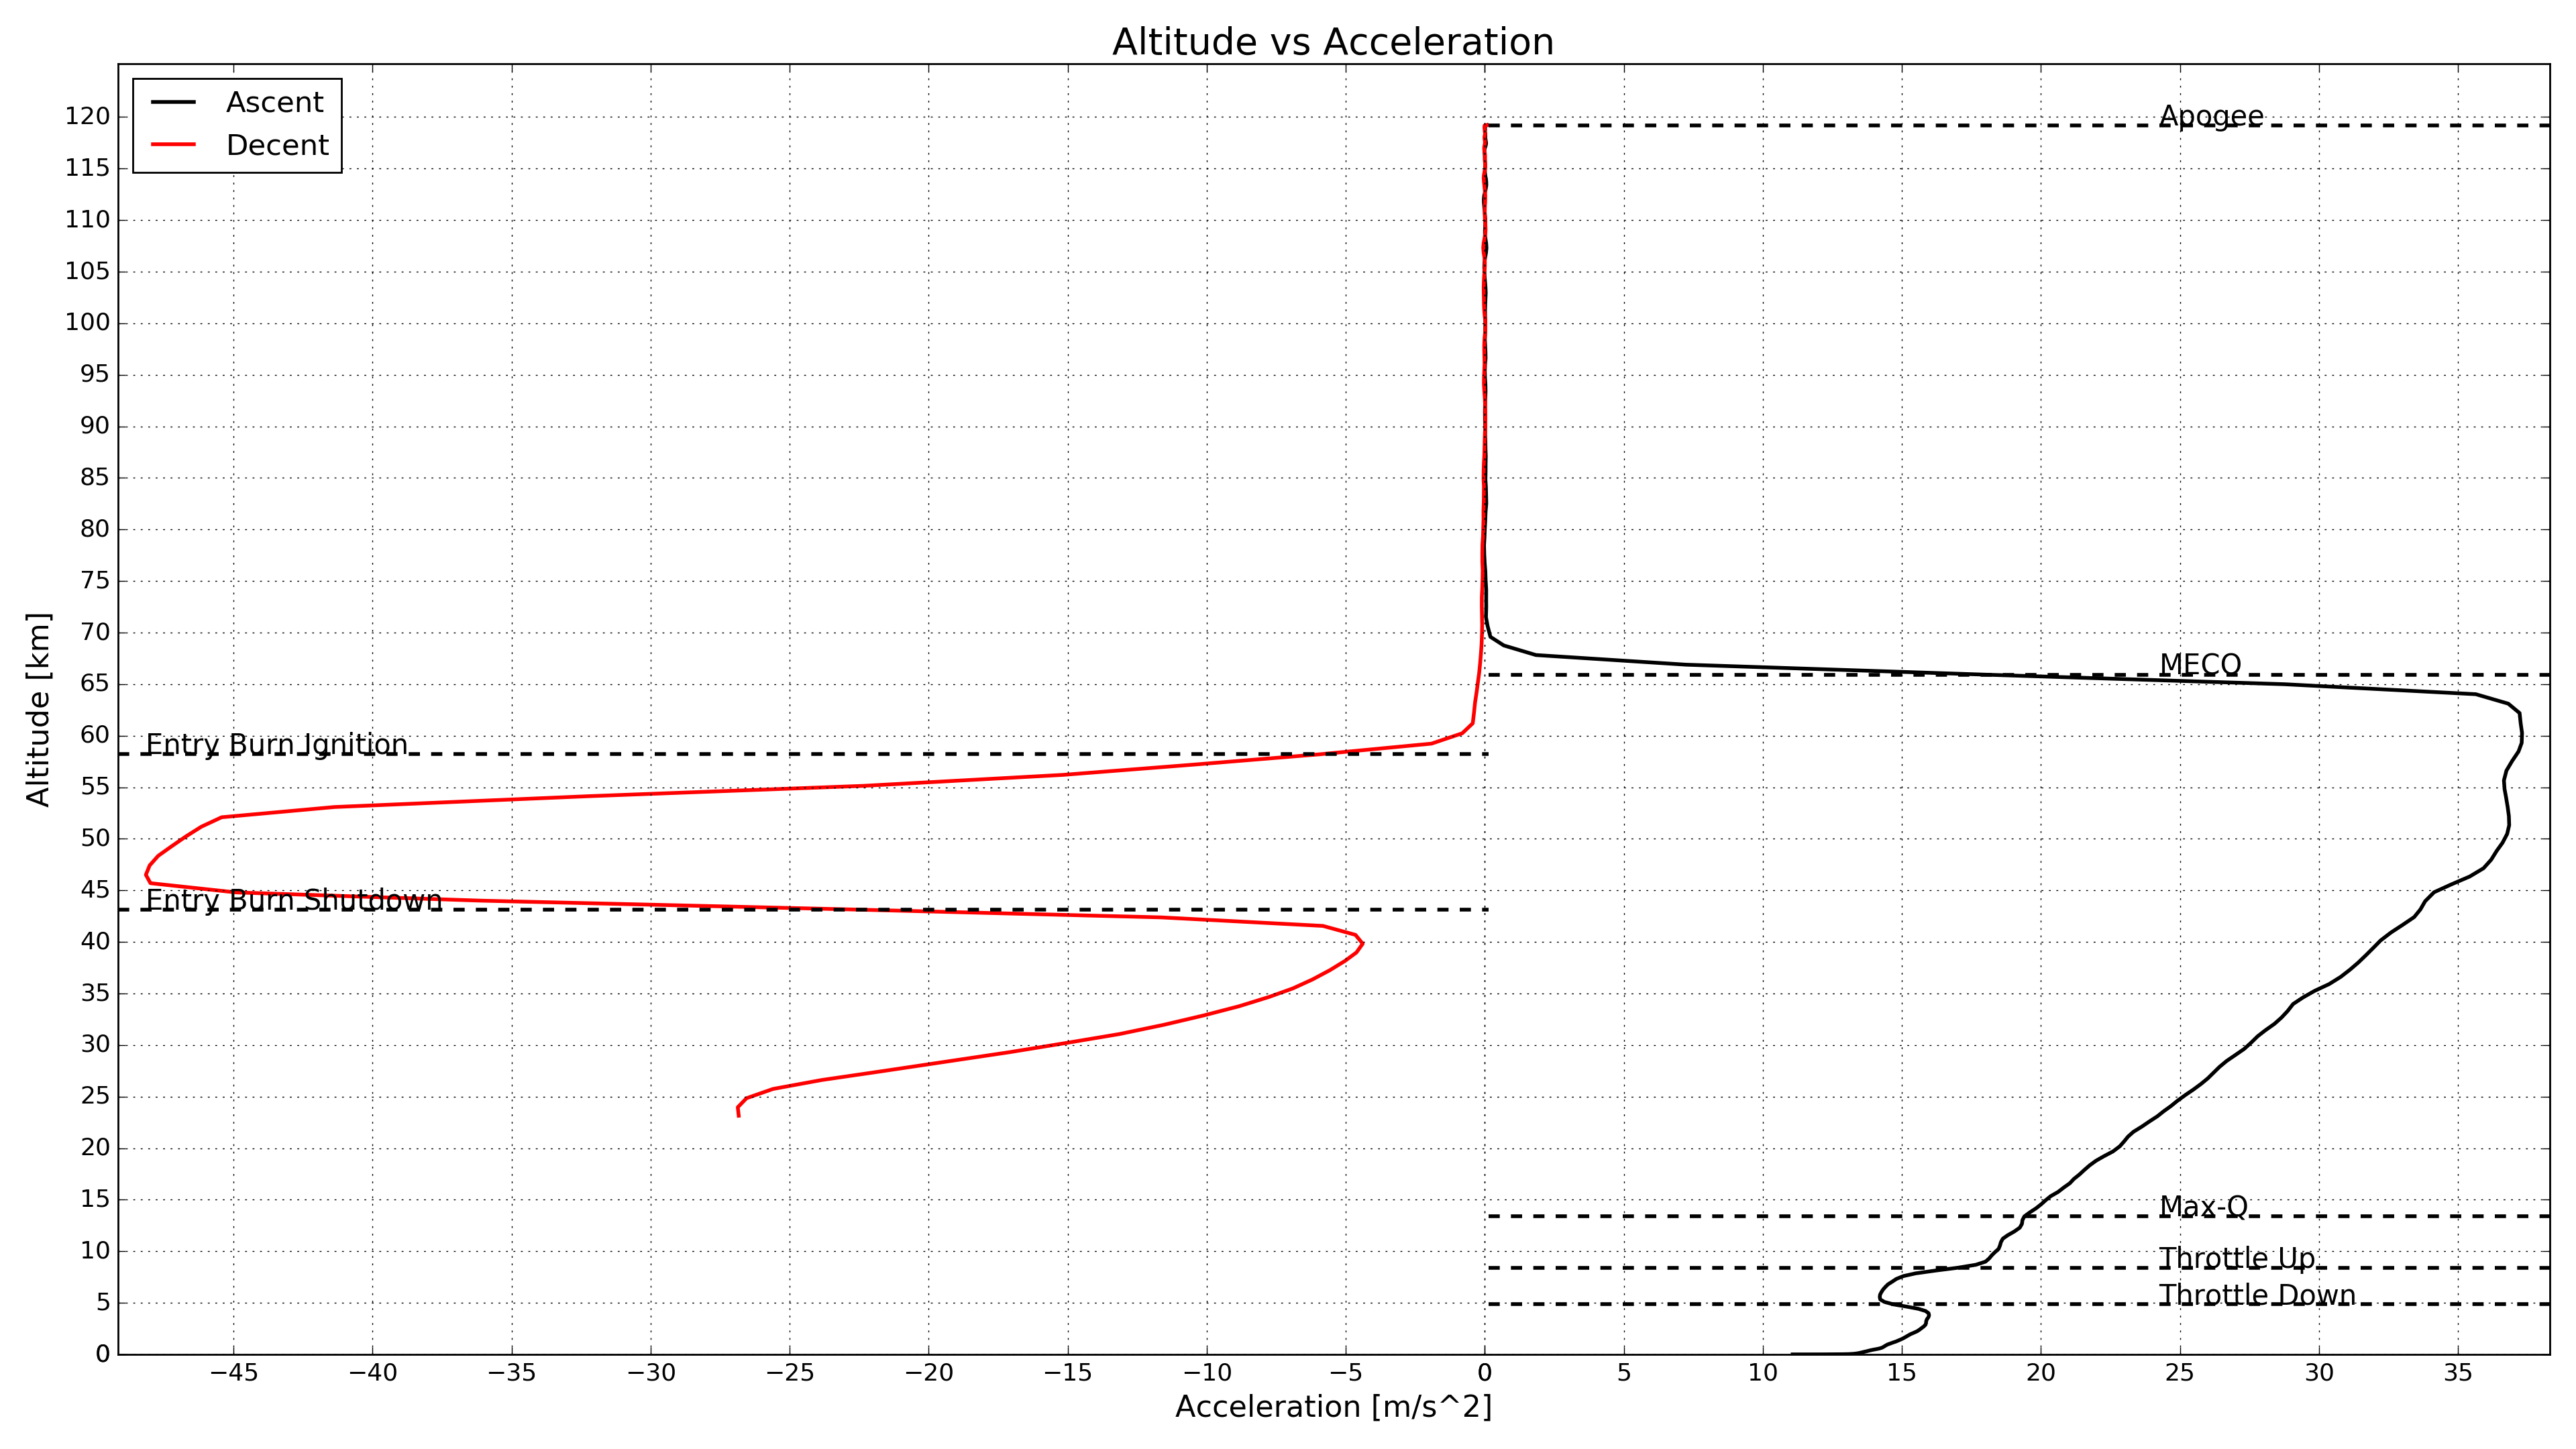 Altitude vs Acceleration
Ascent
Decent
120
115
110
105
100
95
90
85
80
75
70
65
60
55
50
45
40
35
30
25
20
15
10
5
0
Altitude [km]
Apogee
MECO
Entry Burn Ignition
Entry Burn Shutdown
Max-Q
Throttle Up
Throttle Down
−45 −40 −35 −30 −25 −20 −15 −10 −5 0 5 10 15 20 25 30 35
Acceleration [m/s^2]